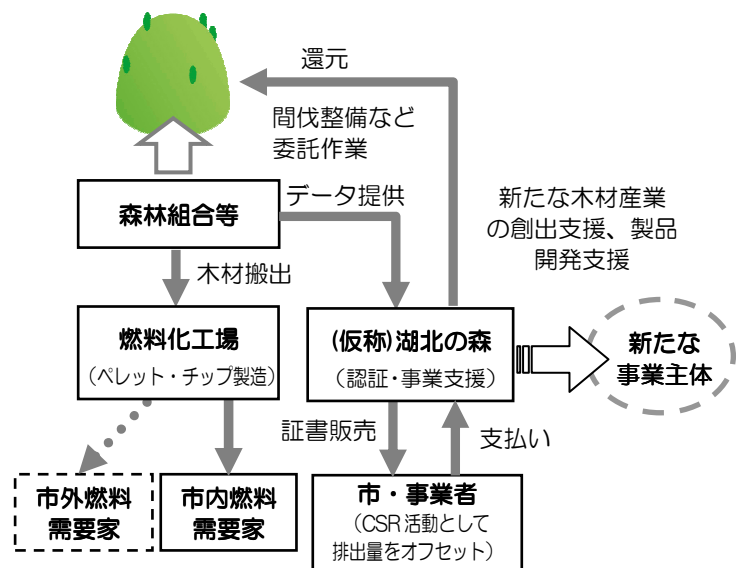 還元
間伐整備など
委託作業
森林組合等
データ提供
新たな木材産業
の創出支援、製品
開発支援
木材搬出
燃料化工場
（ペレット・チップ製造）
(仮称)湖北の森
（認証・事業支援）
新たな
事業主体
証書販売
支払い
市外燃料
需要家
市内燃料
需要家
市・事業者
（CSR活動として
排出量をオフセット）